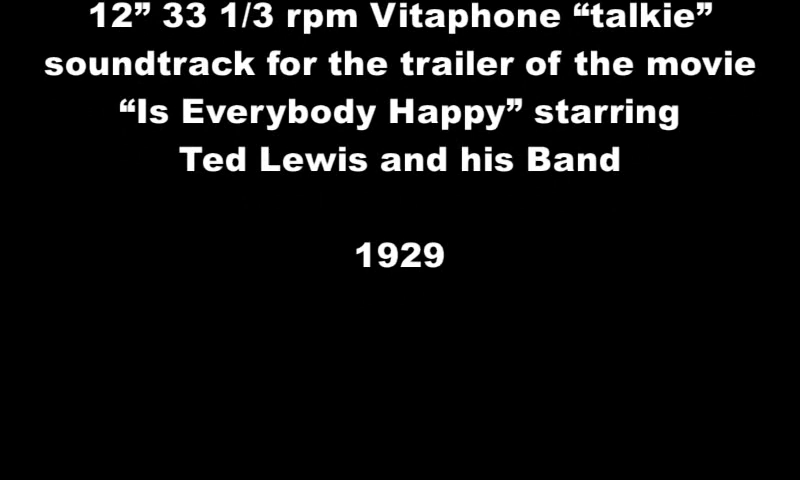 12” 33 1/3 rpm Vitaphone “talkie”
soundtrack for the trailer of the movie
“Is Everybody Happy” starring
Ted Lewis and his Band
1929